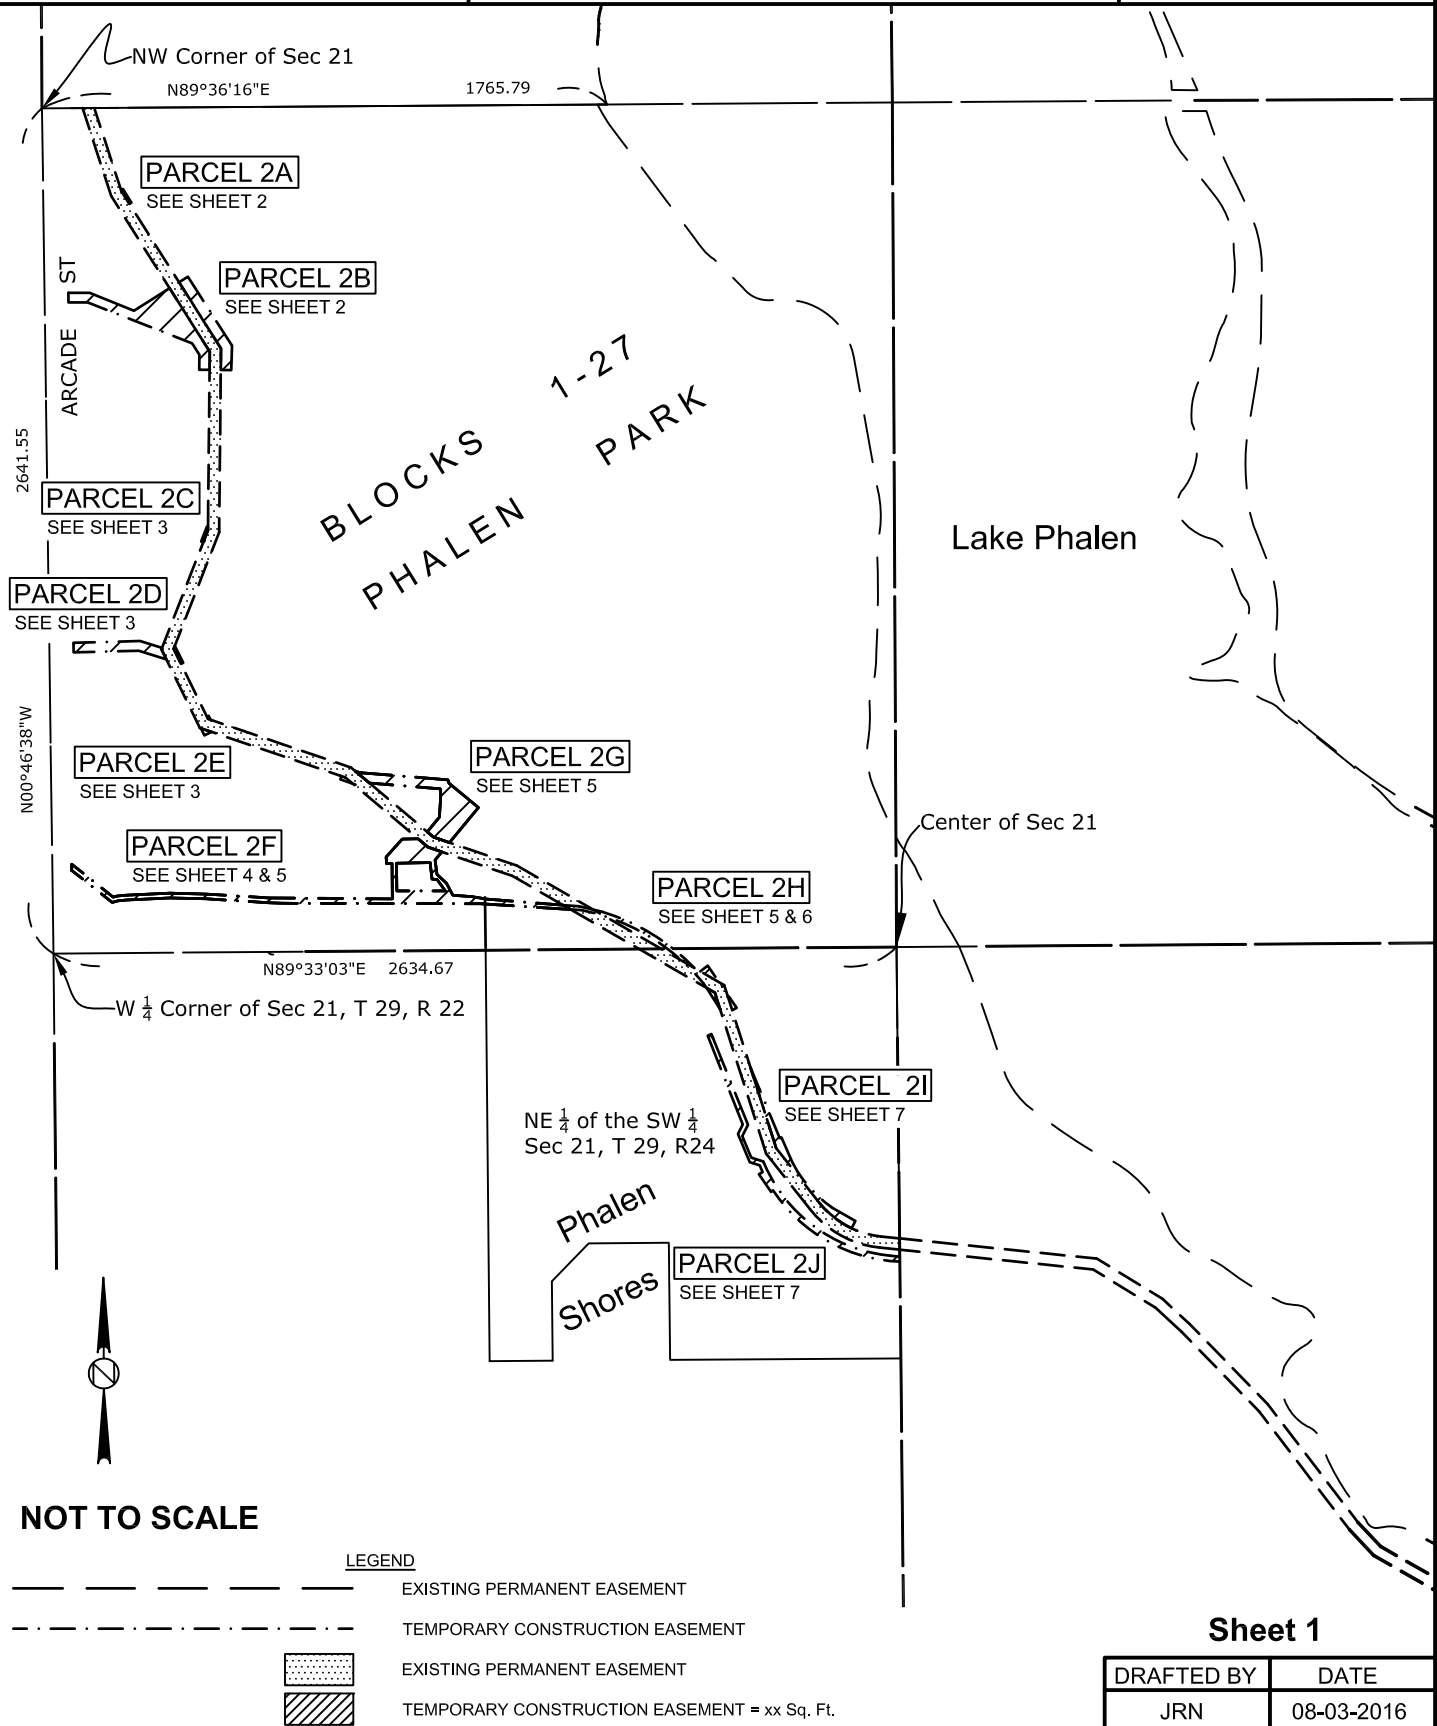 NW Corner of Sec 21
N89°36'16"E 1765.79
PARCEL 2A
SEE SHEET 2
ARCADE ST
PARCEL 2B
SEE SHEET 2
BLOCKS 1-27
PHALEN PARK
2641.55
PARCEL 2C
SEE SHEET 3
Lake Phalen
PARCEL 2D
SEE SHEET 3
N00°46'38"W
PARCEL 2E
SEE SHEET 3
PARCEL 2G
SEE SHEET 5
Center of Sec 21
PARCEL 2F
SEE SHEET 4 & 5
PARCEL 2H
SEE SHEET 5 & 6
N89°33'03"E 2634.67
W 1/4 Corner of Sec 21, T 29, R 22
PARCEL 2I
SEE SHEET 7
NE 1/4 of the SW 1/4
Sec 21, T 29, R24
Phalen
Shores
PARCEL 2J
SEE SHEET 7
N
NOT TO SCALE
LEGEND
EXISTING PERMANENT EASEMENT
TEMPORARY CONSTRUCTION EASEMENT
EXISTING PERMANENT EASEMENT
TEMPORARY CONSTRUCTION EASEMENT = xx Sq. Ft.
Sheet 1
DRAFTED BY DATE
JRN 08-03-2016